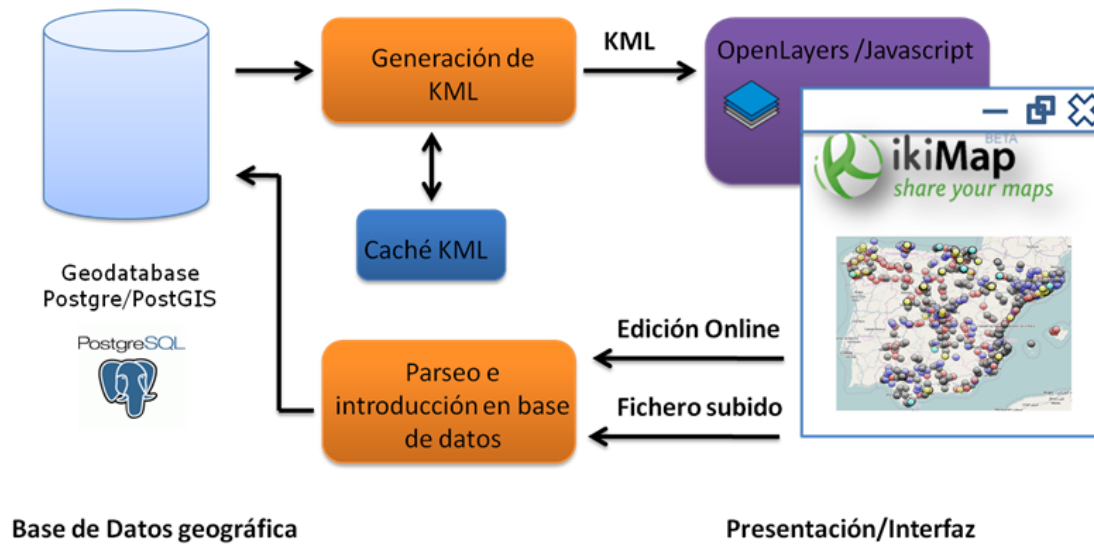 Generación de
KML
KML
OpenLayers /Javascript
BETA
ikiMap
share your maps
Caché KML
Geodatabase
Postgre/PostGIS
PostgreSQL
Edición Online
Parseo e
introducción en base
de datos
Fichero subido
Base de Datos geográfica
Presentación/Interfaz